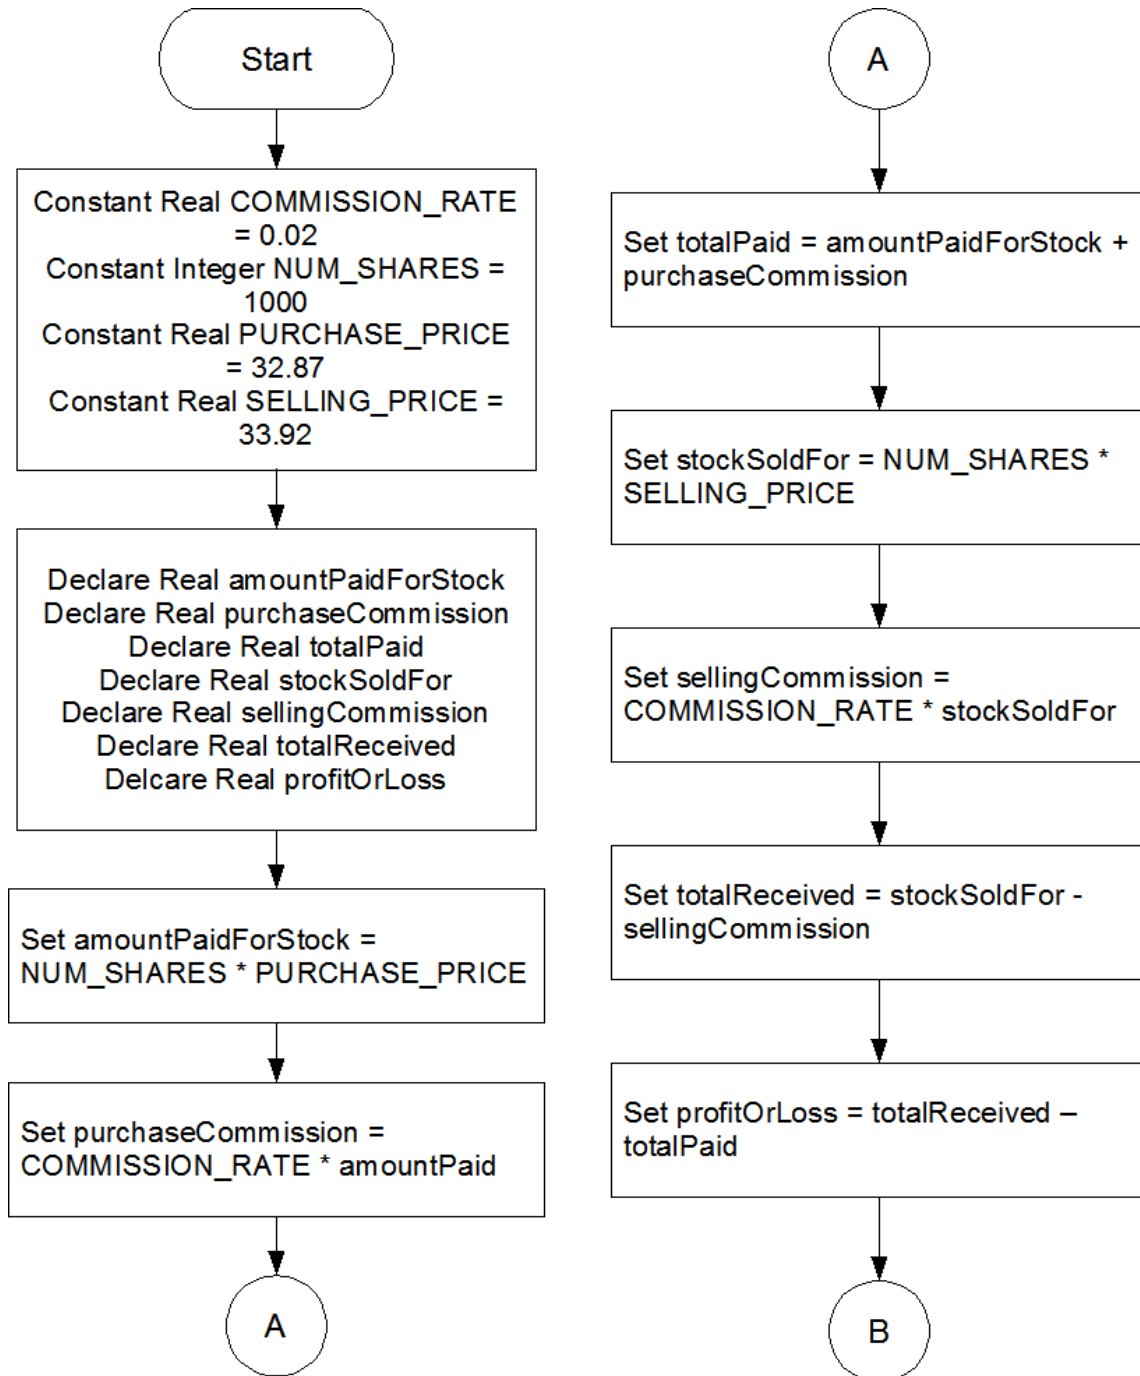 Start
Constant Real COMMISSION_RATE
= 0.02
Constant Integer NUM_SHARES =
1000
Constant Real PURCHASE_PRICE
= 32.87
Constant Real SELLING_PRICE =
33.92
Declare Real amountPaidForStock
Declare Real purchaseCommission
Declare Real totalPaid
Declare Real stockSoldFor
Declare Real sellingCommission
Declare Real totalReceived
Delcare Real profitOrLoss
Set amountPaidForStock =
NUM_SHARES * PURCHASE_PRICE
Set purchaseCommission =
COMMISSION_RATE * amountPaid
A
A
Set totalPaid = amountPaidForStock +
purchaseCommission
Set stockSoldFor = NUM_SHARES *
SELLING_PRICE
Set sellingCommission =
COMMISSION_RATE * stockSoldFor
Set totalReceived = stockSoldFor -
sellingCommission
Set profitOrLoss = totalReceived –
totalPaid
B